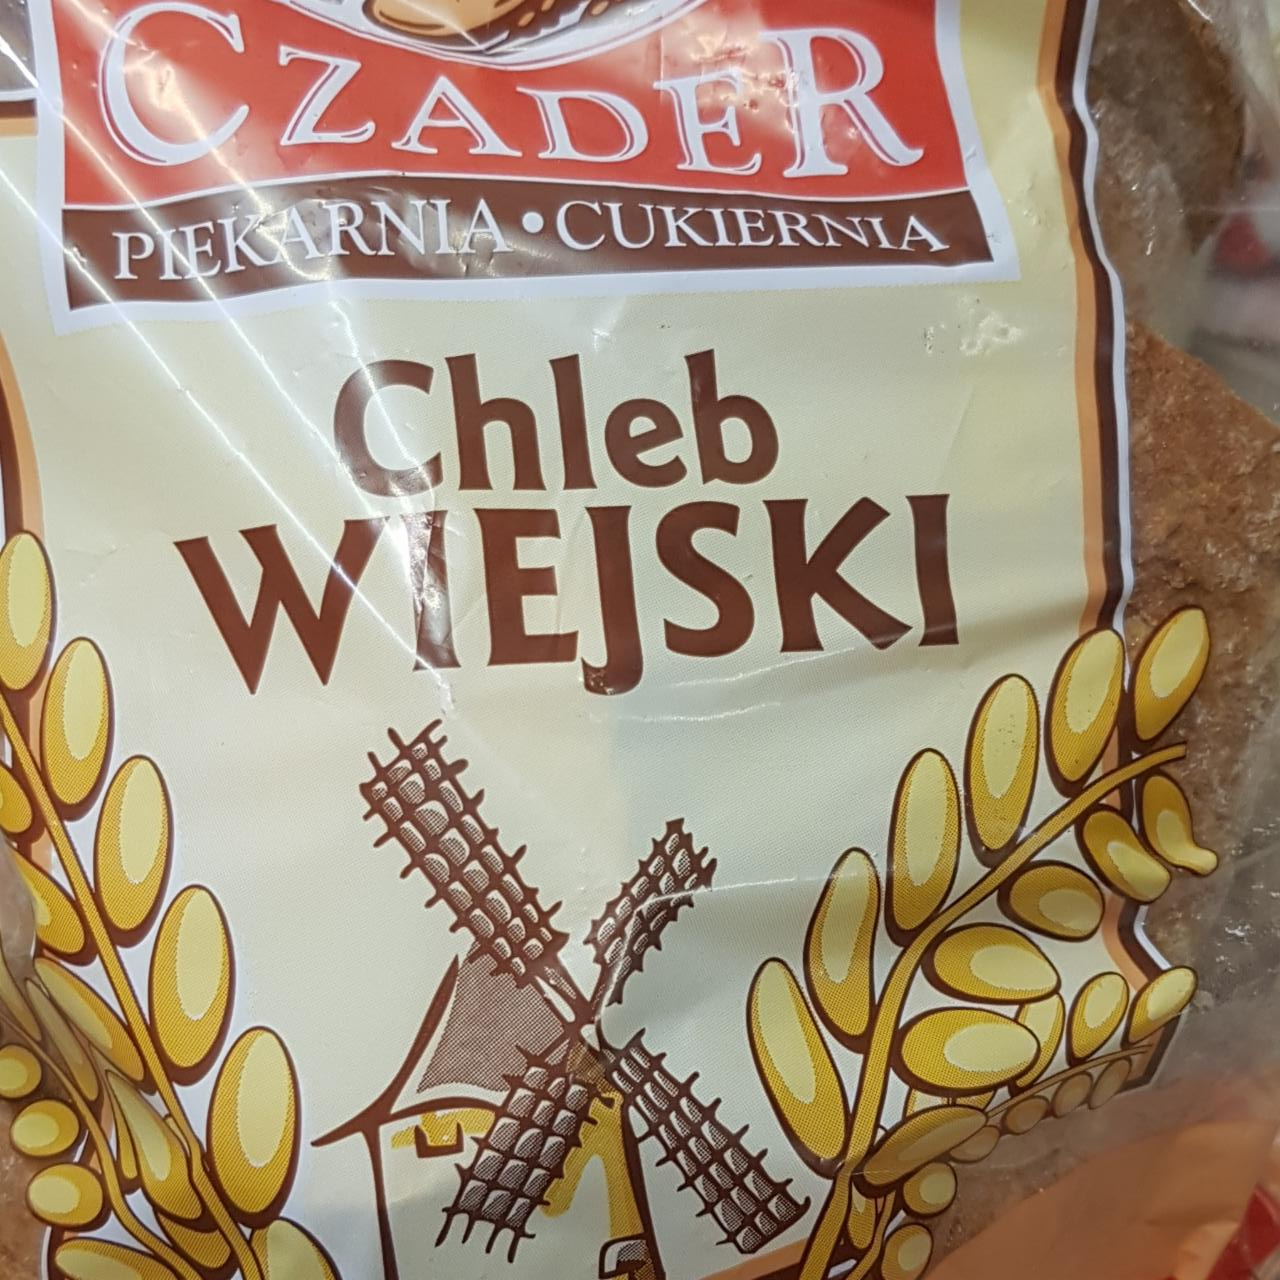 CZADER
PIEKARNIA • CUKIERNIA
Chleb
WIEJSKI